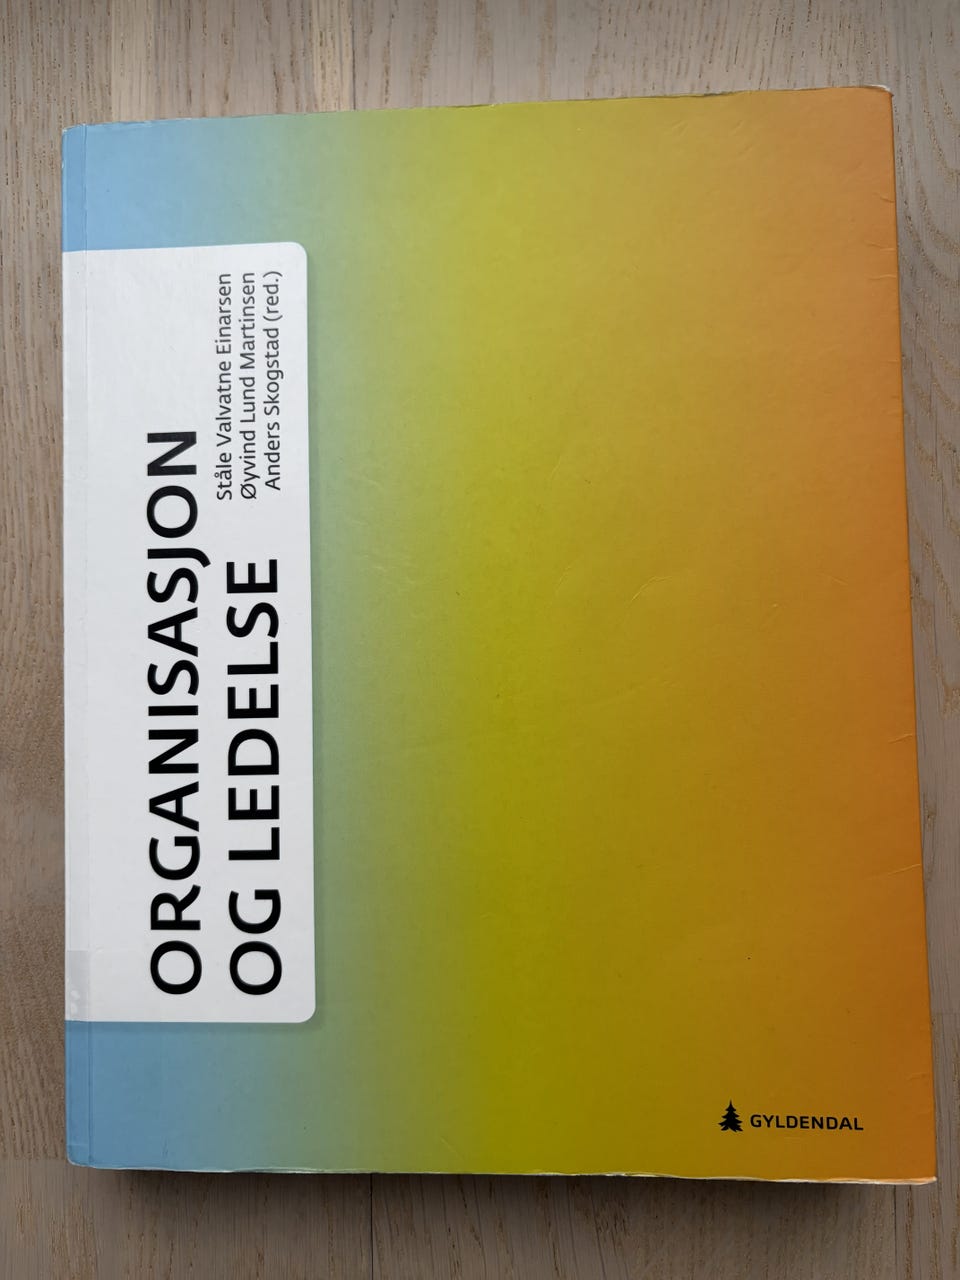 ORGANISASJON
OG LEDELSE
Ståle Valvatne Einarsen
Øyvind Lund Martinsen
Anders Skogstad (red.)
GYLDENDAL